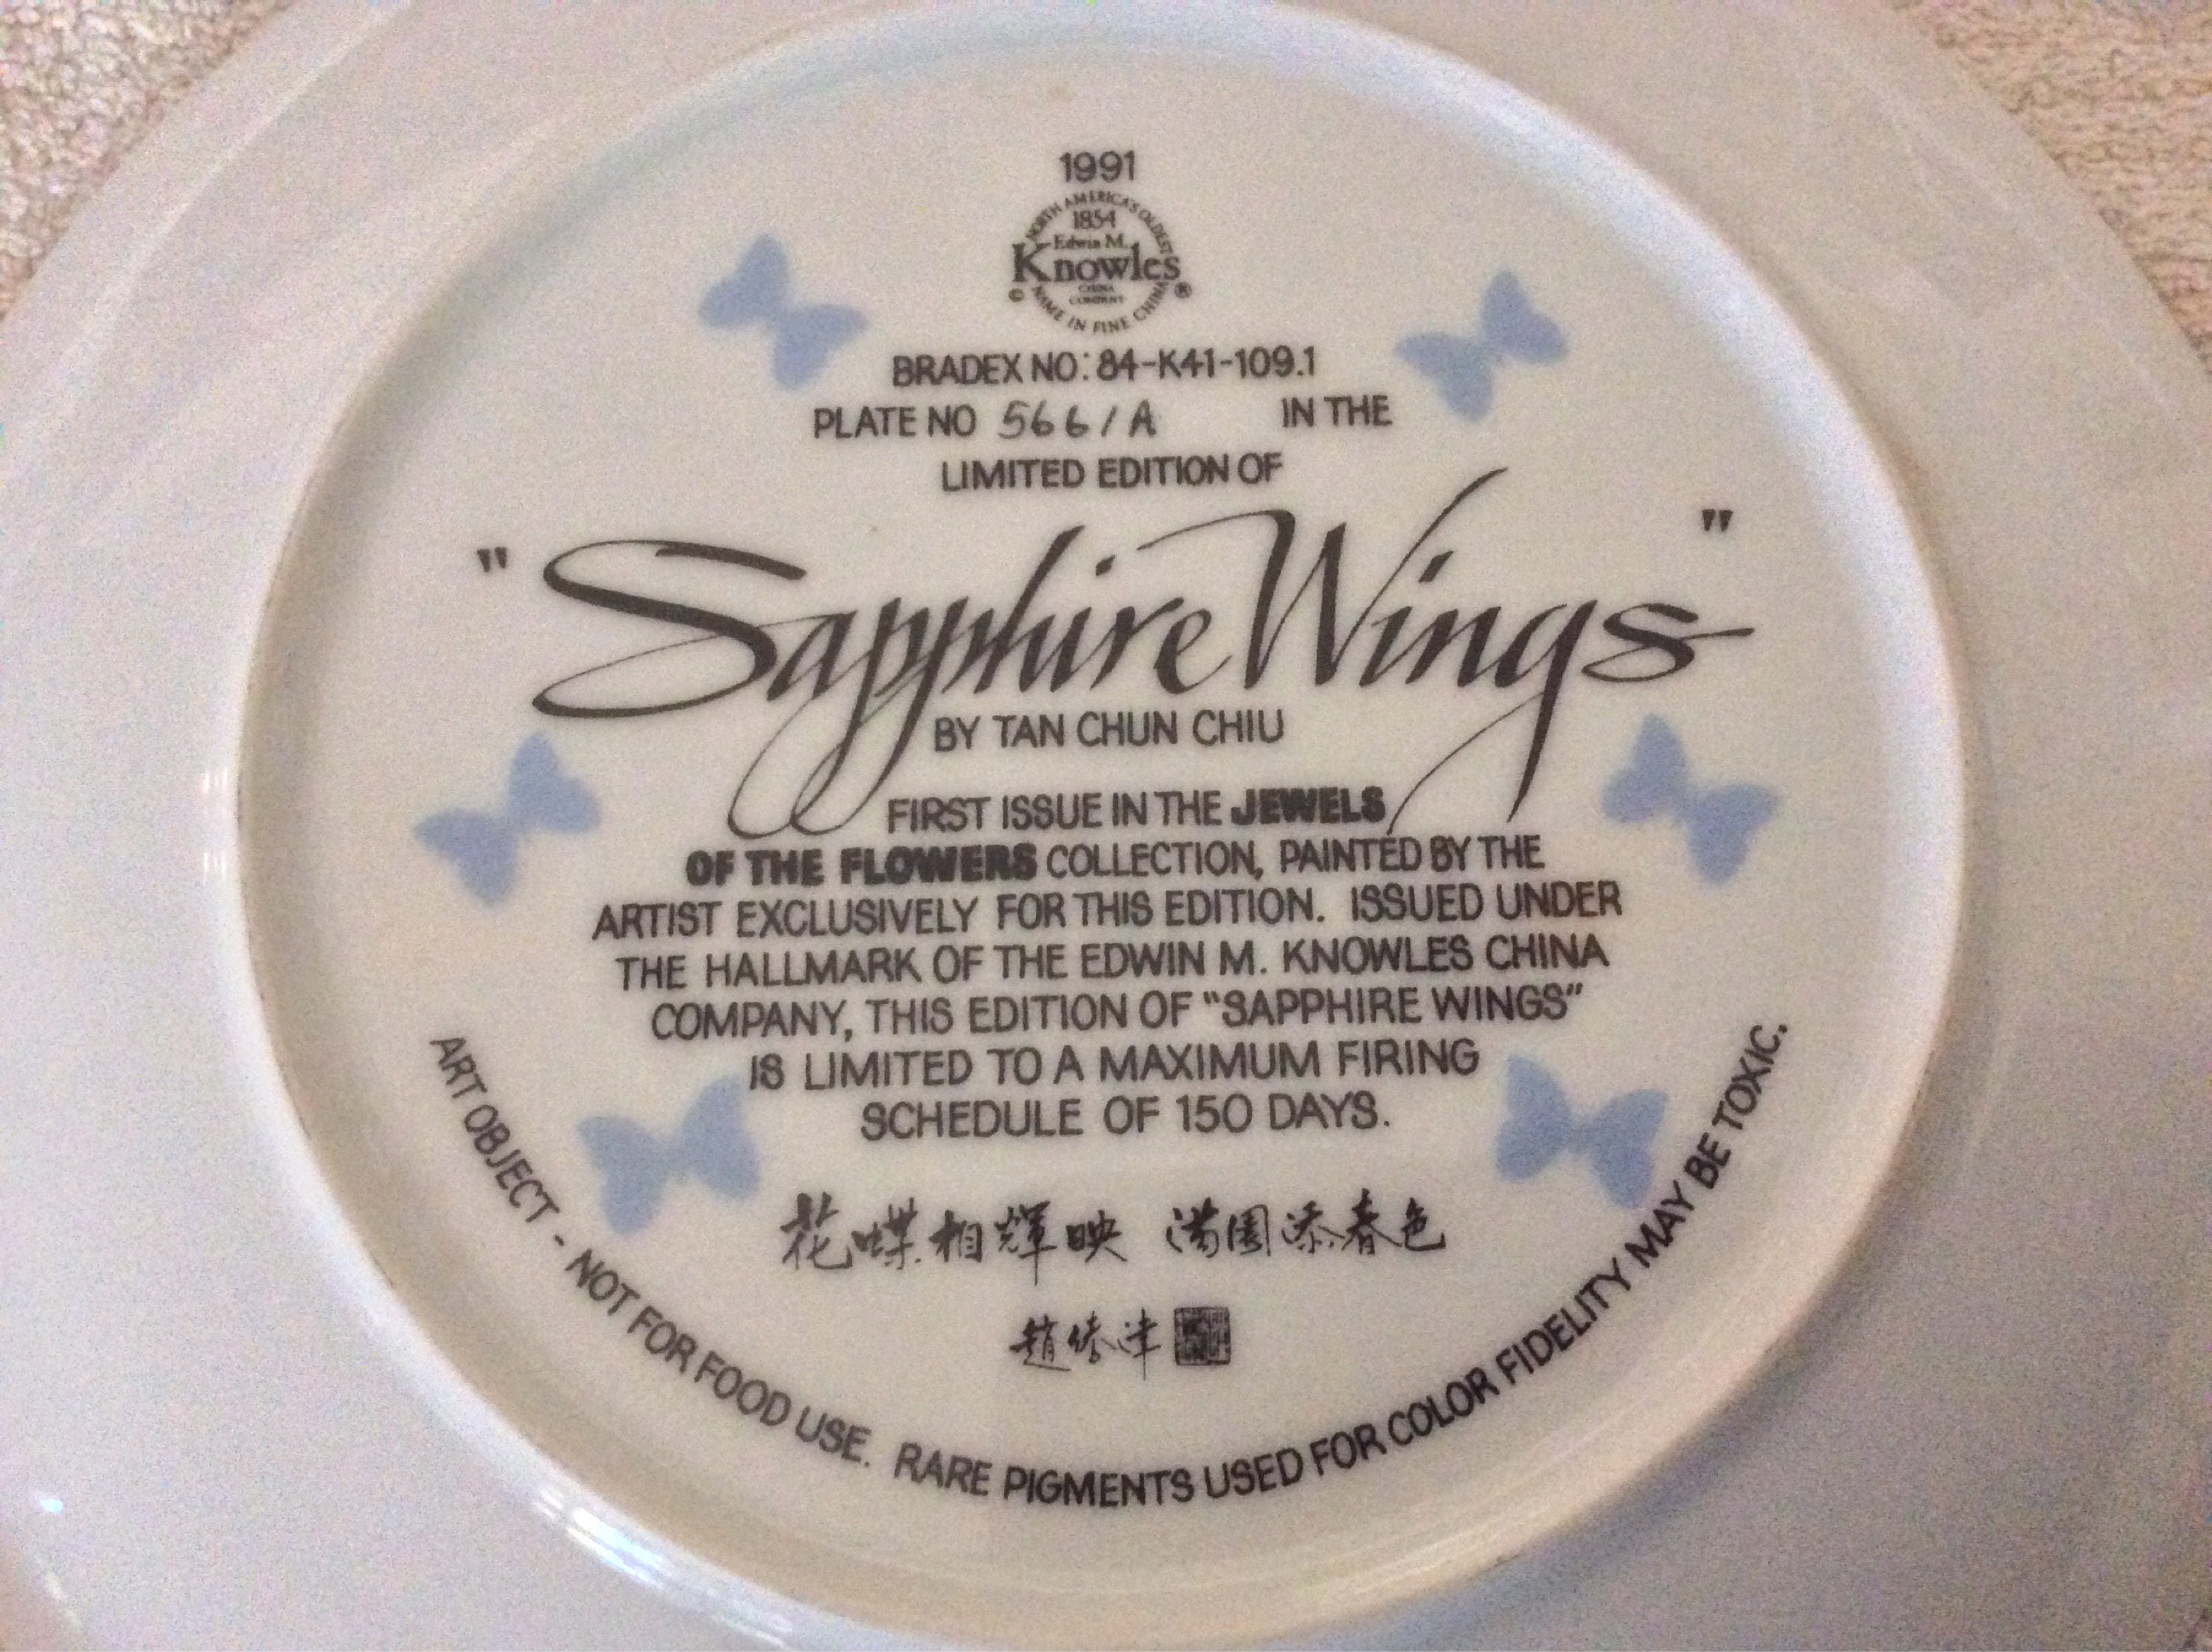 1991
NORTH AMERICA'S OLDEST
1854
Edwin M.
Knowles
CHINA
COMPANY
© ®
NAME IN FINE CHINA
BRADEX NO: 84-K41-109.1
PLATE NO 5661A IN THE
LIMITED EDITION OF
"Sapphire Wings"
BY TAN CHUN CHIU
FIRST ISSUE IN THE JEWELS
OF THE FLOWERS COLLECTION, PAINTED BY THE
ARTIST EXCLUSIVELY FOR THIS EDITION. ISSUED UNDER
THE HALLMARK OF THE EDWIN M. KNOWLES CHINA
COMPANY, THIS EDITION OF "SAPPHIRE WINGS"
IS LIMITED TO A MAXIMUM FIRING
SCHEDULE OF 150 DAYS.
花蝶相輝映 满園添春色
ART OBJECT - NOT FOR FOOD USE. RARE PIGMENTS USED FOR COLOR FIDELITY MAY BE TOXIC.